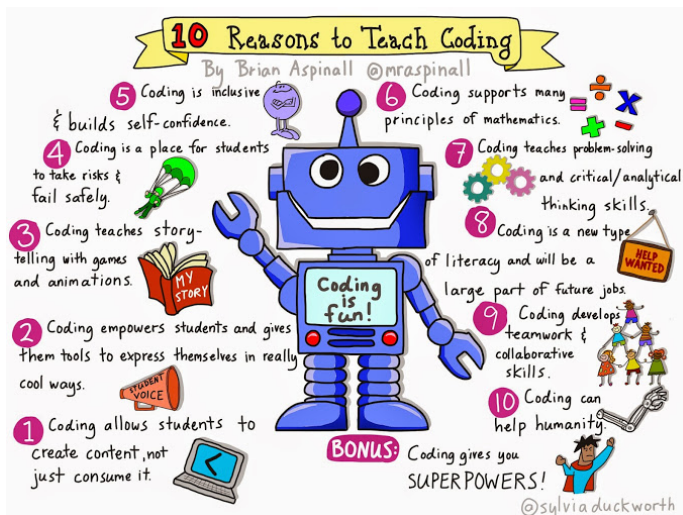 10 Reasons to Teach Coding
By Brian Aspinall @mraspinall
1 Coding allows students to
create content, not
just consume it.
<
2 Coding empowers students and gives
them tools to express themselves in really
cool ways.
STUDENT
VOICE
3 Coding teaches story-
telling with games
and animations.
MY
STORY
4 Coding is a place for students
to take risks &
fail safely.
5 Coding is inclusive
& builds self-confidence.
6 Coding supports many
principles of mathematics.
= ÷ x + -
7 Coding teaches problem-solving
and critical/analytical
thinking skills.
8 Coding is a new type
of literacy and will be a
large part of future jobs.
HELP
WANTED
9 Coding develops
teamwork &
collaborative
skills.
10 Coding can
help humanity.
Coding
is
fun!
BONUS:
Coding gives you
SUPERPOWERS!
@sylviaduckworth